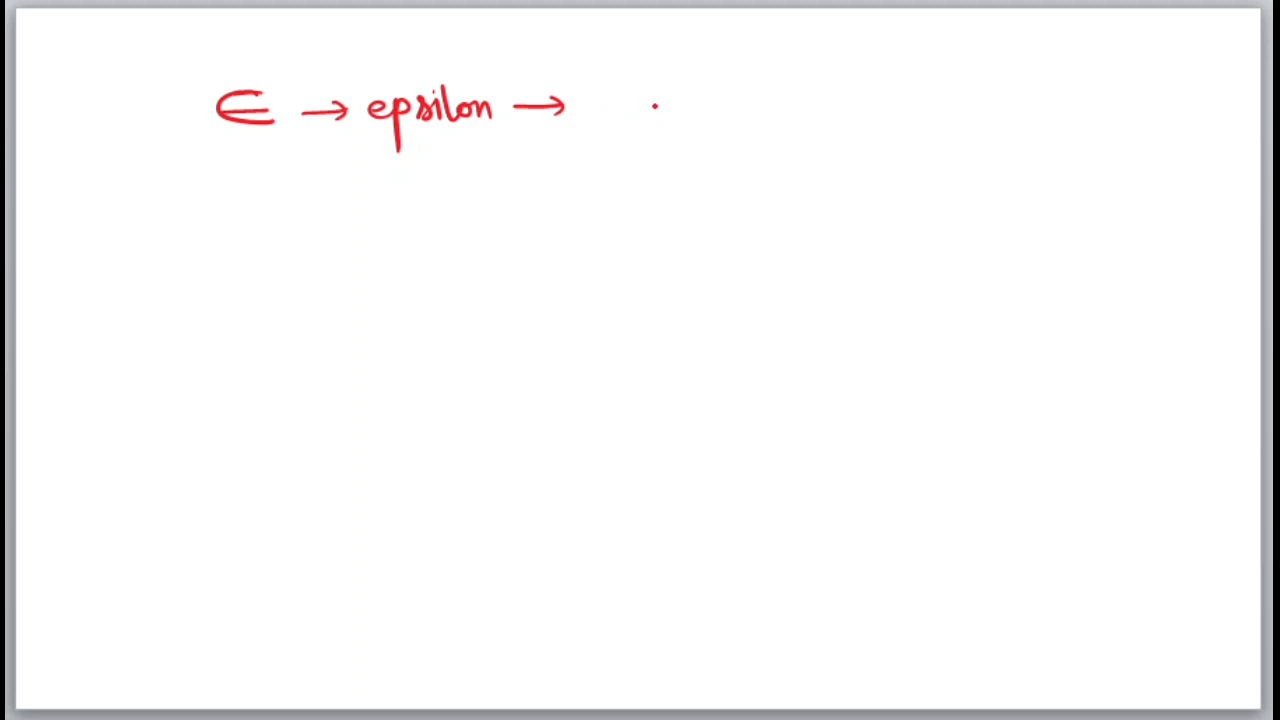 ∈ → epsilon →